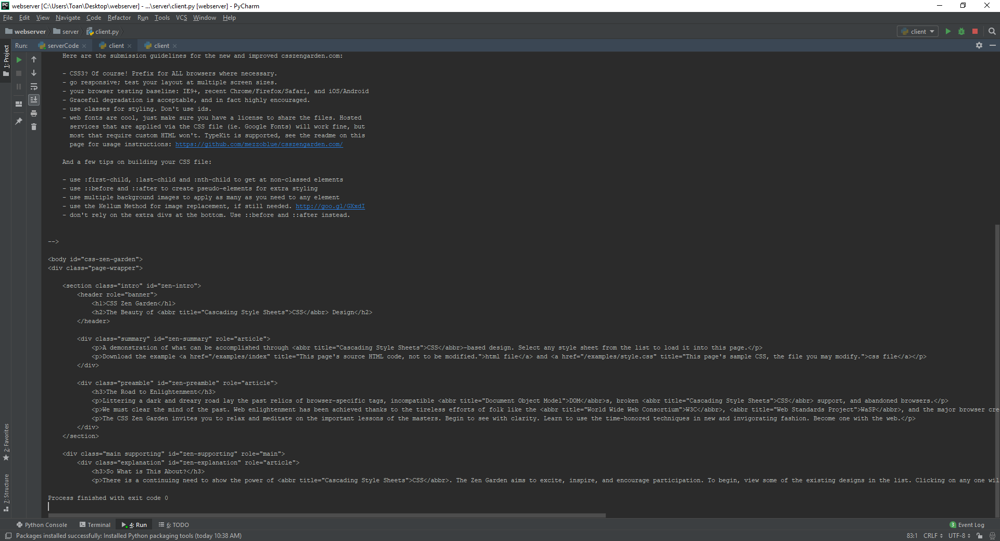 webserver [C:\Users\Toan\Desktop\webserver] - ...\server\client.py [webserver] - PyCharm
File Edit View Navigate Code Refactor Run Tools VCS Window Help
webserver server client.py client
Run: serverCode client client
1: Project
Here are the submission guidelines for the new and improved csszengarden.com:
- CSS3? Of course! Prefix for ALL browsers where necessary.
- go responsive; test your layout at multiple screen sizes.
- your browser testing baseline: IE9+, recent Chrome/Firefox/Safari, and iOS/Android
- Graceful degradation is acceptable, and in fact highly encouraged.
- use classes for styling. Don't use ids.
- web fonts are cool, just make sure you have a license to share the files. Hosted
services that are applied via the CSS file (ie. Google Fonts) will work fine, but
most that require custom HTML won't. TypeKit is supported, see the readme on this
page for usage instructions: https://github.com/mezzoblue/csszengarden.com/
And a few tips on building your CSS file:
- use :first-child, :last-child and :nth-child to get at non-classed elements
- use ::before and ::after to create pseudo-elements for extra styling
- use multiple background images to apply as many as you need to any element
- use the Kellum Method for image replacement, if still needed. http://goo.gl/GXxdI
- don't rely on the extra divs at the bottom. Use ::before and ::after instead.
-->
<body id="css-zen-garden">
<div class="page-wrapper">
<section class="intro" id="zen-intro">
<header role="banner">
<h1>CSS Zen Garden</h1>
<h2>The Beauty of <abbr title="Cascading Style Sheets">CSS</abbr> Design</h2>
</header>
<div class="summary" id="zen-summary" role="article">
<p>A demonstration of what can be accomplished through <abbr title="Cascading Style Sheets">CSS</abbr>-based design. Select any style sheet from the list to load it into this page.</p>
<p>Download the example <a href="/examples/index" title="This page's source HTML code, not to be modified.">html file</a> and <a href="/examples/style.css" title="This page's sample CSS, the file you may modify.">css file</a></p>
</div>
<div class="preamble" id="zen-preamble" role="article">
<h3>The Road to Enlightenment</h3>
<p>Littering a dark and dreary road lay the past relics of browser-specific tags, incompatible <abbr title="Document Object Model">DOM</abbr>s, broken <abbr title="Cascading Style Sheets">CSS</abbr> support, and abandoned browsers.</p>
<p>We must clear the mind of the past. Web enlightenment has been achieved thanks to the tireless efforts of folk like the <abbr title="World Wide Web Consortium">W3C</abbr>, <abbr title="Web Standards Project">WaSP</abbr>, and the major browser cre
<p>The CSS Zen Garden invites you to relax and meditate on the important lessons of the masters. Begin to see with clarity. Learn to use the time-honored techniques in new and invigorating fashion. Become one with the web.</p>
</div>
</section>
<div class="main supporting" id="zen-supporting" role="main">
<div class="explanation" id="zen-explanation" role="article">
<h3>So What is This About?</h3>
<p>There is a continuing need to show the power of <abbr title="Cascading Style Sheets">CSS</abbr>. The Zen Garden aims to excite, inspire, and encourage participation. To begin, view some of the existing designs in the list. Clicking on any one wil
Process finished with exit code 0
2: Favorites
7: Structure
Python Console Terminal 4: Run 6: TODO 3 Event Log
Packages installed successfully: Installed Python packaging tools (today 10:38 AM) 83:1 CRLF UTF-8